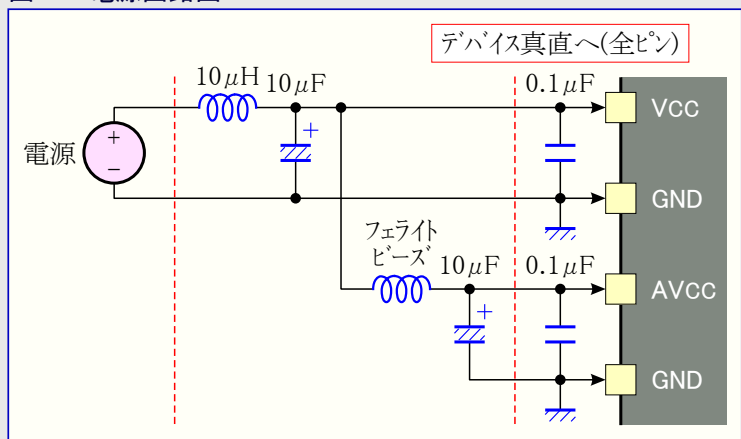 デバイス真直へ(全ピン)
10μH
10μF
0.1μF
VCC
+
電源
+
−
GND
フェライト
ビーズ
10μF
0.1μF
AVCC
+
GND